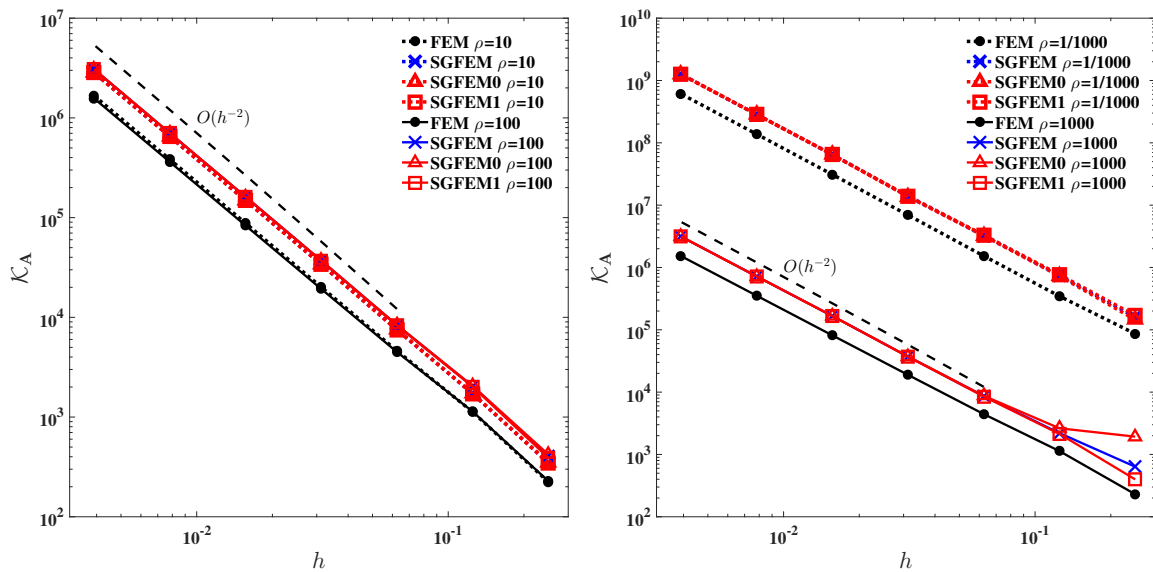 10^7
10^6
10^5
10^4
10^3
10^2
𝒦_A
10^-2
10^-1
h
O(h^−2)
FEM ρ=10
SGFEM ρ=10
SGFEM0 ρ=10
SGFEM1 ρ=10
FEM ρ=100
SGFEM ρ=100
SGFEM0 ρ=100
SGFEM1 ρ=100
10^10
10^9
10^8
10^7
10^6
10^5
10^4
10^3
10^2
𝒦_A
10^-2
10^-1
h
O(h^−2)
FEM ρ=1/1000
SGFEM ρ=1/1000
SGFEM0 ρ=1/1000
SGFEM1 ρ=1/1000
FEM ρ=1000
SGFEM ρ=1000
SGFEM0 ρ=1000
SGFEM1 ρ=1000